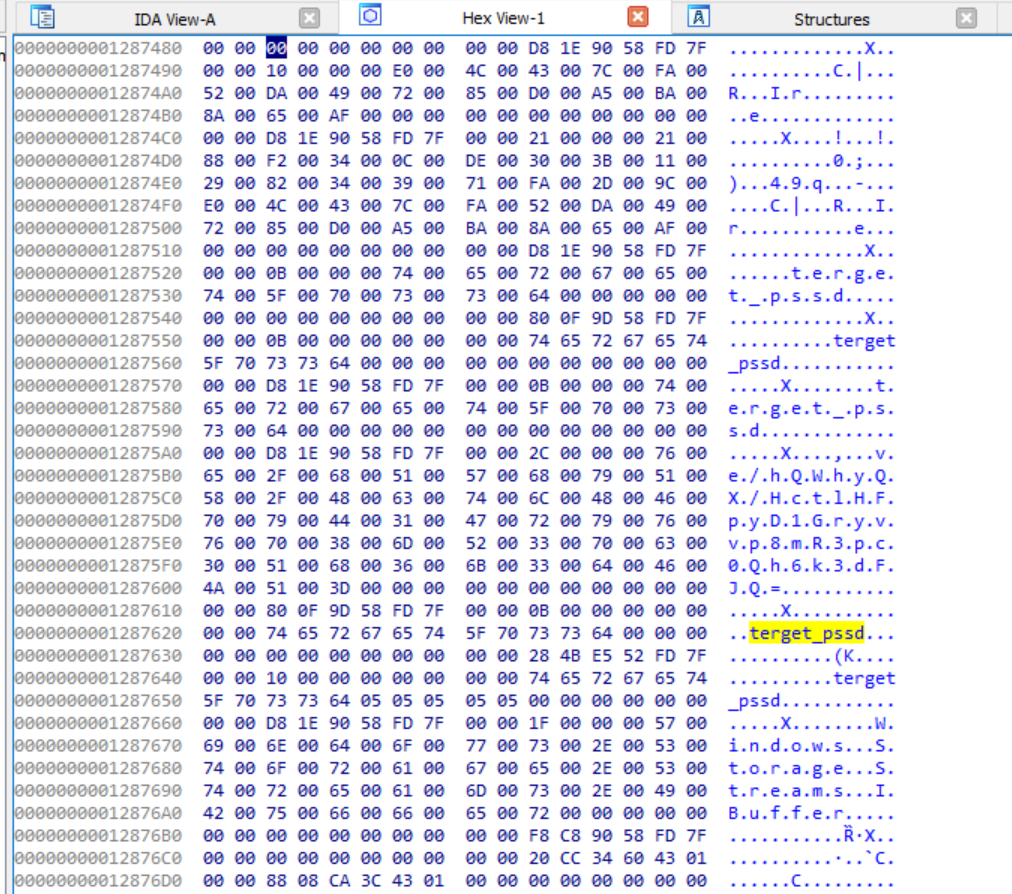 IDA View-A
Hex View-1
Structures
0000000001287480 00 00 00 00 00 00 00 00 00 00 D8 1E 90 58 FD 7F .............X..
0000000001287490 00 00 10 00 00 00 E0 00 4C 00 43 00 7C 00 FA 00 ..........C.|...
00000000012874A0 52 00 DA 00 49 00 72 00 85 00 D0 00 A5 00 BA 00 R...I.r.........
00000000012874B0 8A 00 65 00 AF 00 00 00 00 00 00 00 00 00 00 00 ..e.............
00000000012874C0 00 00 D8 1E 90 58 FD 7F 00 00 21 00 00 00 21 00 .....X....!...!.
00000000012874D0 88 00 F2 00 34 00 0C 00 DE 00 30 00 3B 00 11 00 ..........0.;...
00000000012874E0 29 00 82 00 34 00 39 00 71 00 FA 00 2D 00 9C 00 )...4.9.q...-...
00000000012874F0 E0 00 4C 00 43 00 7C 00 FA 00 52 00 DA 00 49 00 ....C.|...R...I.
0000000001287500 72 00 85 00 D0 00 A5 00 BA 00 8A 00 65 00 AF 00 r...........e...
0000000001287510 00 00 00 00 00 00 00 00 00 00 D8 1E 90 58 FD 7F .............X..
0000000001287520 00 00 0B 00 00 00 74 00 65 00 72 00 67 00 65 00 ......t.e.r.g.e.
0000000001287530 74 00 5F 00 70 00 73 00 73 00 64 00 00 00 00 00 t._.p.s.s.d.....
0000000001287540 00 00 00 00 00 00 00 00 00 00 80 0F 9D 58 FD 7F .............X..
0000000001287550 00 00 0B 00 00 00 00 00 00 00 74 65 72 67 65 74 ..........terget
0000000001287560 5F 70 73 73 64 00 00 00 00 00 00 00 00 00 00 00 _pssd...........
0000000001287570 00 00 D8 1E 90 58 FD 7F 00 00 0B 00 00 00 74 00 .....X........t.
0000000001287580 65 00 72 00 67 00 65 00 74 00 5F 00 70 00 73 00 e.r.g.e.t._.p.s.
0000000001287590 73 00 64 00 00 00 00 00 00 00 00 00 00 00 00 00 s.d.............
00000000012875A0 00 00 D8 1E 90 58 FD 7F 00 00 2C 00 00 00 76 00 .....X....,...v.
00000000012875B0 65 00 2F 00 68 00 51 00 57 00 68 00 79 00 51 00 e./.h.Q.W.h.y.Q.
00000000012875C0 58 00 2F 00 48 00 63 00 74 00 6C 00 48 00 46 00 X./.H.c.t.l.H.F.
00000000012875D0 70 00 79 00 44 00 31 00 47 00 72 00 79 00 76 00 p.y.D.1.G.r.y.v.
00000000012875E0 76 00 70 00 38 00 6D 00 52 00 33 00 70 00 63 00 v.p.8.m.R.3.p.c.
00000000012875F0 30 00 51 00 68 00 36 00 6B 00 33 00 64 00 46 00 0.Q.h.6.k.3.d.F.
0000000001287600 4A 00 51 00 3D 00 00 00 00 00 00 00 00 00 00 00 J.Q.=...........
0000000001287610 00 00 80 0F 9D 58 FD 7F 00 00 0B 00 00 00 00 00 .....X..........
0000000001287620 00 00 74 65 72 67 65 74 5F 70 73 73 64 00 00 00 ..terget_pssd...
0000000001287630 00 00 00 00 00 00 00 00 00 00 28 4B E5 52 FD 7F ..........(K....
0000000001287640 00 00 10 00 00 00 00 00 00 00 74 65 72 67 65 74 ..........terget
0000000001287650 5F 70 73 73 64 05 05 05 05 05 00 00 00 00 00 00 _pssd...........
0000000001287660 00 00 D8 1E 90 58 FD 7F 00 00 1F 00 00 00 57 00 .....X........W.
0000000001287670 69 00 6E 00 64 00 6F 00 77 00 73 00 2E 00 53 00 i.n.d.o.w.s...S.
0000000001287680 74 00 6F 00 72 00 61 00 67 00 65 00 2E 00 53 00 t.o.r.a.g.e...S.
0000000001287690 74 00 72 00 65 00 61 00 6D 00 73 00 2E 00 49 00 t.r.e.a.m.s...I.
00000000012876A0 42 00 75 00 66 00 66 00 65 00 72 00 00 00 00 00 B.u.f.f.e.r.....
00000000012876B0 00 00 00 00 00 00 00 00 00 00 F8 C8 90 58 FD 7F
00000000012876C0 00 00 00 00 00 00 00 00 00 00 20 CC 34 60 43 01
00000000012876D0 00 00 88 08 CA 3C 43 01 00 00 00 00 00 00 00 00 ......C.........